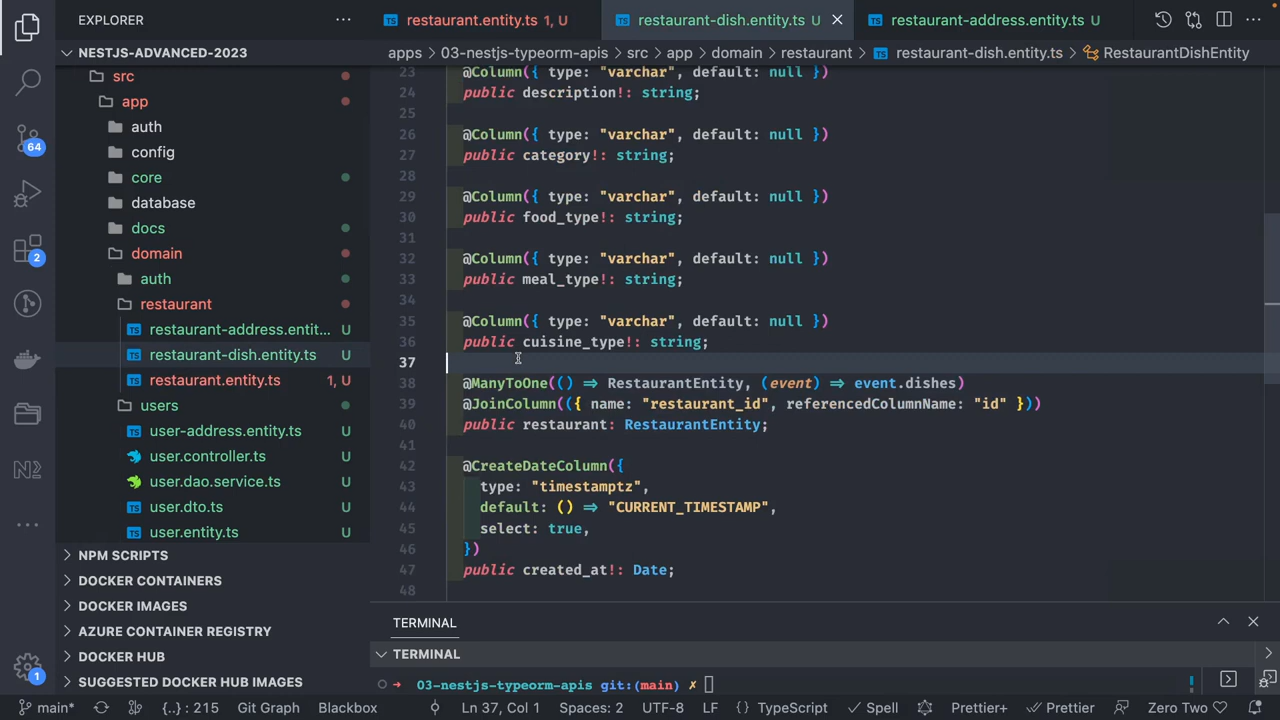 EXPLORER
restaurant.entity.ts 1, U
restaurant-dish.entity.ts U
restaurant-address.entity.ts U
NESTJS-ADVANCED-2023
apps 03-nestjs-typeorm-apis src app domain restaurant restaurant-dish.entity.ts RestaurantDishEntity
src
app
auth
config
core
database
docs
domain
auth
restaurant
restaurant-address.entit... U
restaurant-dish.entity.ts U
restaurant.entity.ts 1, U
users
user-address.entity.ts U
user.controller.ts U
user.dao.service.ts U
user.dto.ts U
user.entity.ts U
NPM SCRIPTS
DOCKER CONTAINERS
DOCKER IMAGES
AZURE CONTAINER REGISTRY
DOCKER HUB
SUGGESTED DOCKER HUB IMAGES
64
2
1
23 @Column({ type: "varchar", default: null })
24 public description!: string;
25
26 @Column({ type: "varchar", default: null })
27 public category!: string;
28
29 @Column({ type: "varchar", default: null })
30 public food_type!: string;
31
32 @Column({ type: "varchar", default: null })
33 public meal_type!: string;
34
35 @Column({ type: "varchar", default: null })
36 public cuisine_type!: string;
37
38 @ManyToOne(() => RestaurantEntity, (event) => event.dishes)
39 @JoinColumn(({ name: "restaurant_id", referencedColumnName: "id" }))
40 public restaurant: RestaurantEntity;
41
42 @CreateDateColumn({
43 type: "timestamptz",
44 default: () => "CURRENT_TIMESTAMP",
45 select: true,
46 })
47 public created_at!: Date;
48
TERMINAL
TERMINAL
03-nestjs-typeorm-apis git:(main) ✗
main* {..} : 215 Git Graph Blackbox Ln 37, Col 1 Spaces: 2 UTF-8 LF {} TypeScript Spell Prettier+ Prettier Zero Two